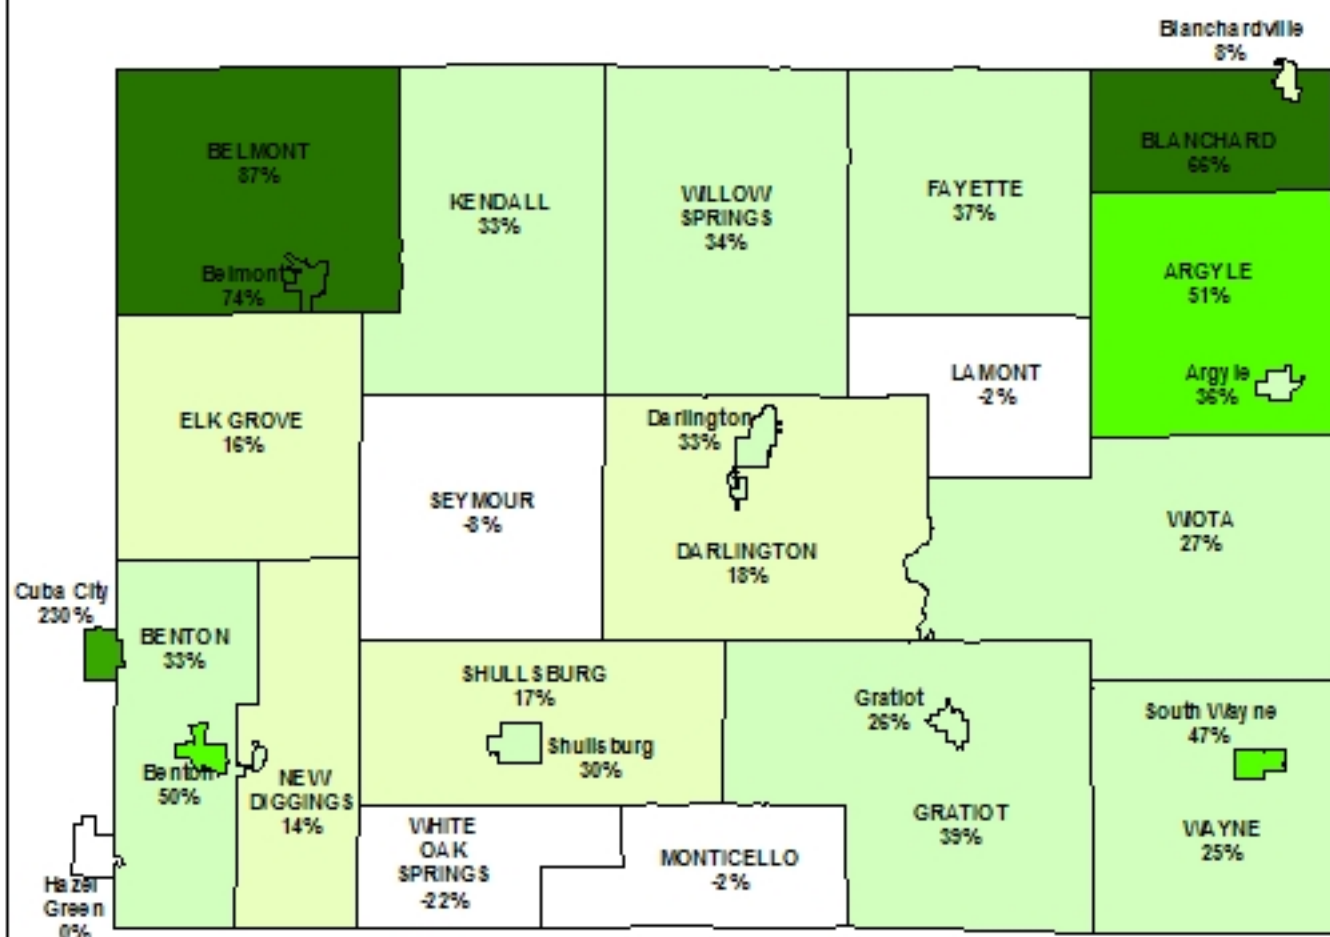 Blanchardville
8%
BELMONT
87%
Belmont
74%
KENDALL
33%
WILLOW
SPRINGS
34%
FAYETTE
37%
BLANCHARD
66%
ARGYLE
51%
Argyle
36%
LAMONT
-2%
ELK GROVE
16%
SEYMOUR
-8%
Darlington
33%
DARLINGTON
18%
WIOTA
27%
Cuba City
230%
BENTON
33%
Benton
50%
NEW
DIGGINGS
14%
SHULLSBURG
17%
Shullsburg
30%
Gratiot
26%
GRATIOT
39%
South Wayne
47%
WAYNE
25%
WHITE
OAK
SPRINGS
-22%
MONTICELLO
-2%
Hazel
Green
0%